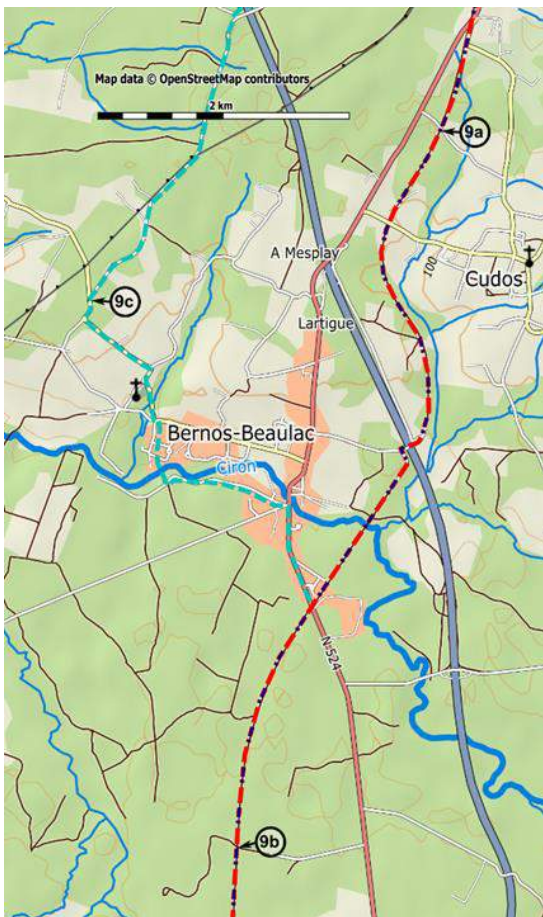 Map data © OpenStreetMap contributors
2 km
9a
A Mesplay
100
Cudos
9c
Lartigue
Bernos-Beaulac
Ciron
N 524
9b